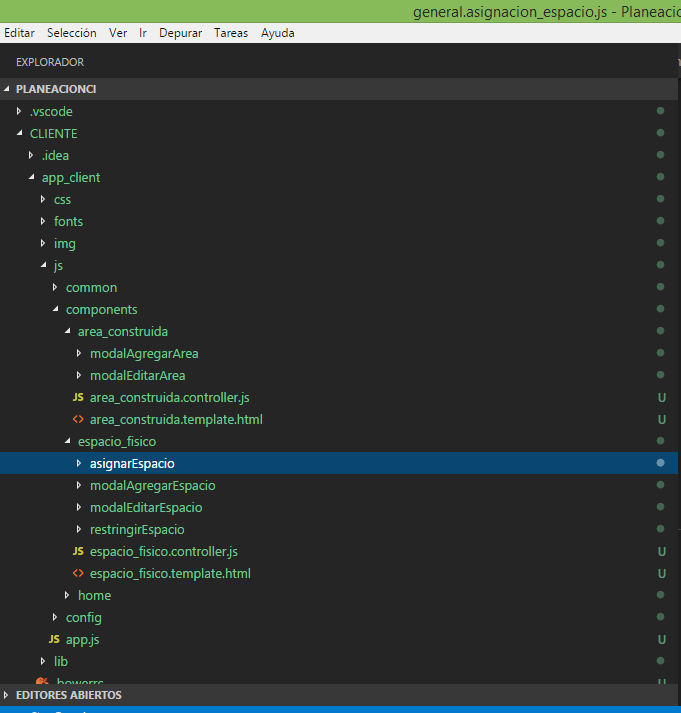 general.asignacion_espacio.js - Planeacio
Editar Selección Ver Ir Depurar Tareas Ayuda
EXPLORADOR
PLANEACIONCI
.vscode
CLIENTE
.idea
app_client
css
fonts
img
js
common
components
area_construida
modalAgregarArea
modalEditarArea
JS area_construida.controller.js U
<> area_construida.template.html U
espacio_fisico
asignarEspacio
modalAgregarEspacio
modalEditarEspacio
restringirEspacio
JS espacio_fisico.controller.js U
<> espacio_fisico.template.html U
home
config
JS app.js U
lib
.bowerrc U
EDITORES ABIERTOS